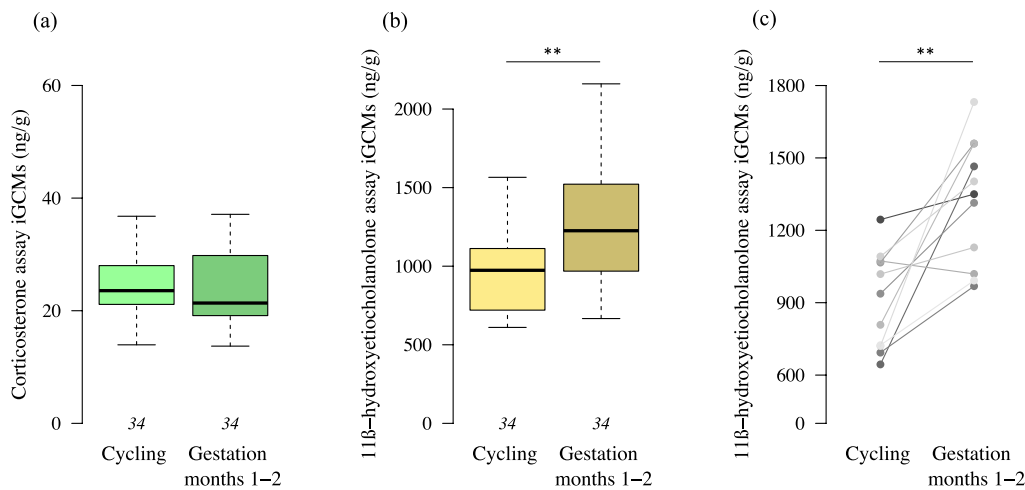 (a)
Corticosterone assay iGCMs (ng/g)
60
40
20
0
34
34
Cycling
Gestation
months 1−2
(b)
**
11ß−hydroxyetiocholanolone assay iGCMs (ng/g)
2000
1500
1000
500
0
34
34
Cycling
Gestation
months 1−2
(c)
**
11ß−hydroxyetiocholanolone assay iGCMs (ng/g)
1800
1500
1200
900
600
0
Cycling
Gestation
months 1−2